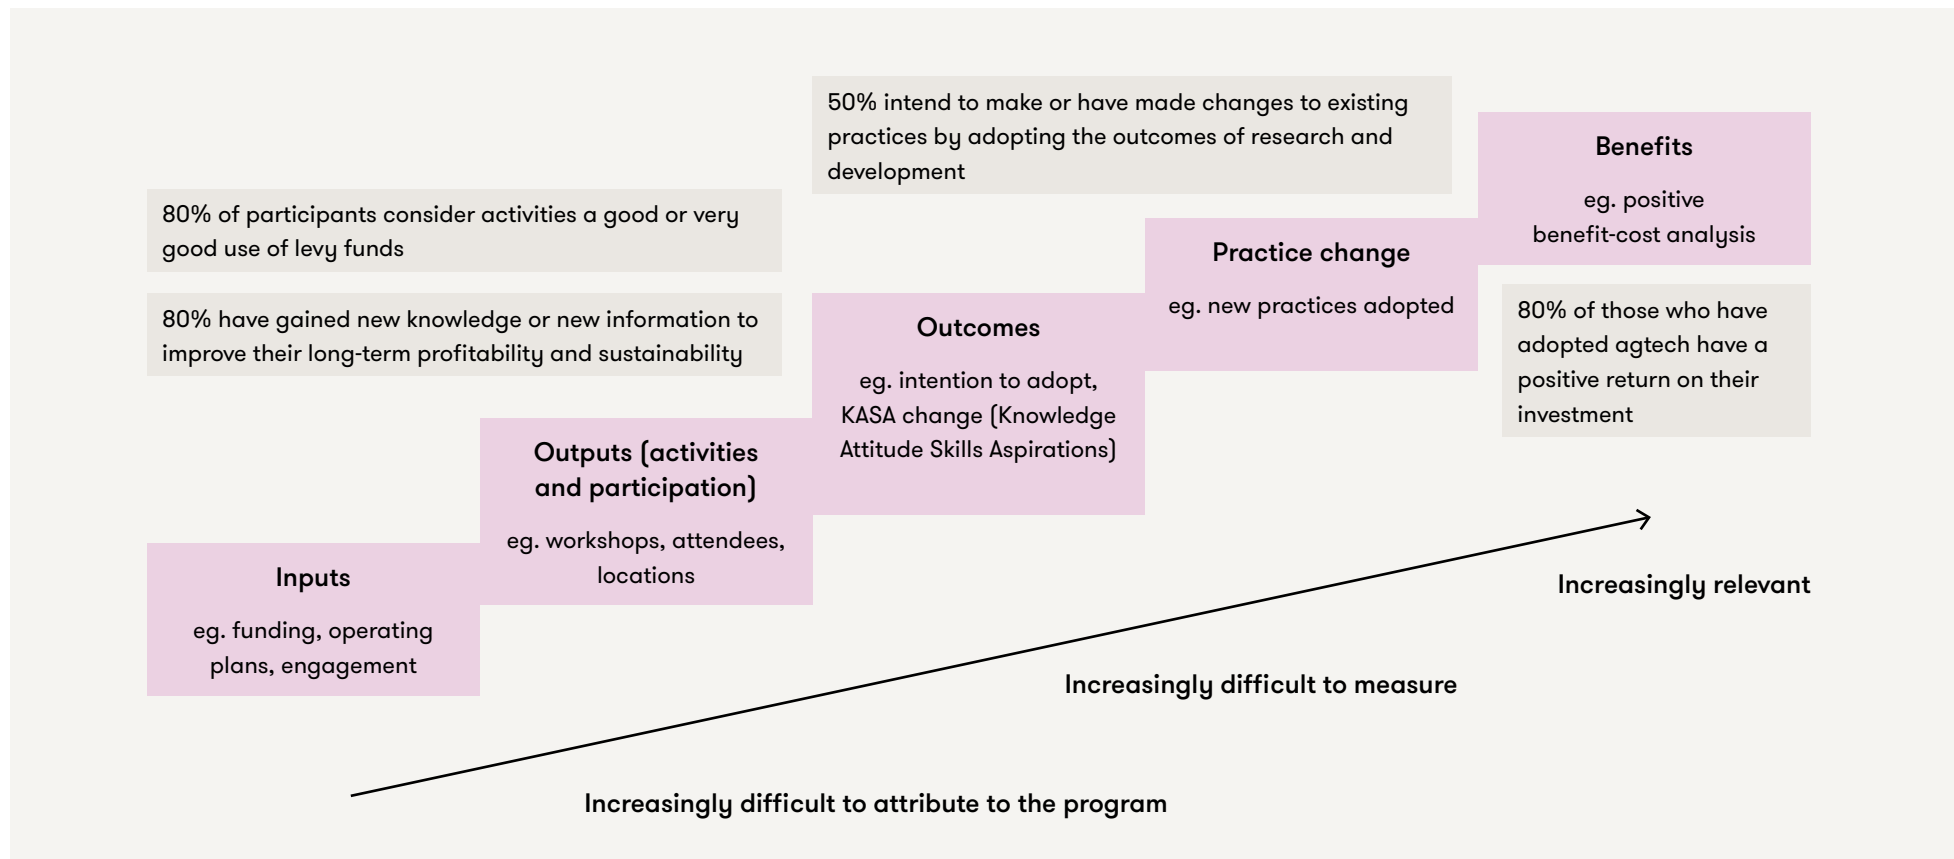 50% intend to make or have made changes to existing
practices by adopting the outcomes of research and
development
Benefits
eg. positive
benefit-cost analysis
80% of participants consider activities a good or very
good use of levy funds
Practice change
eg. new practices adopted
80% have gained new knowledge or new information to
improve their long-term profitability and sustainability
Outcomes
eg. intention to adopt,
KASA change (Knowledge
Attitude Skills Aspirations)
80% of those who have
adopted agtech have a
positive return on their
investment
Outputs (activities
and participation)
eg. workshops, attendees,
locations
Inputs
eg. funding, operating
plans, engagement
Increasingly relevant
Increasingly difficult to measure
Increasingly difficult to attribute to the program